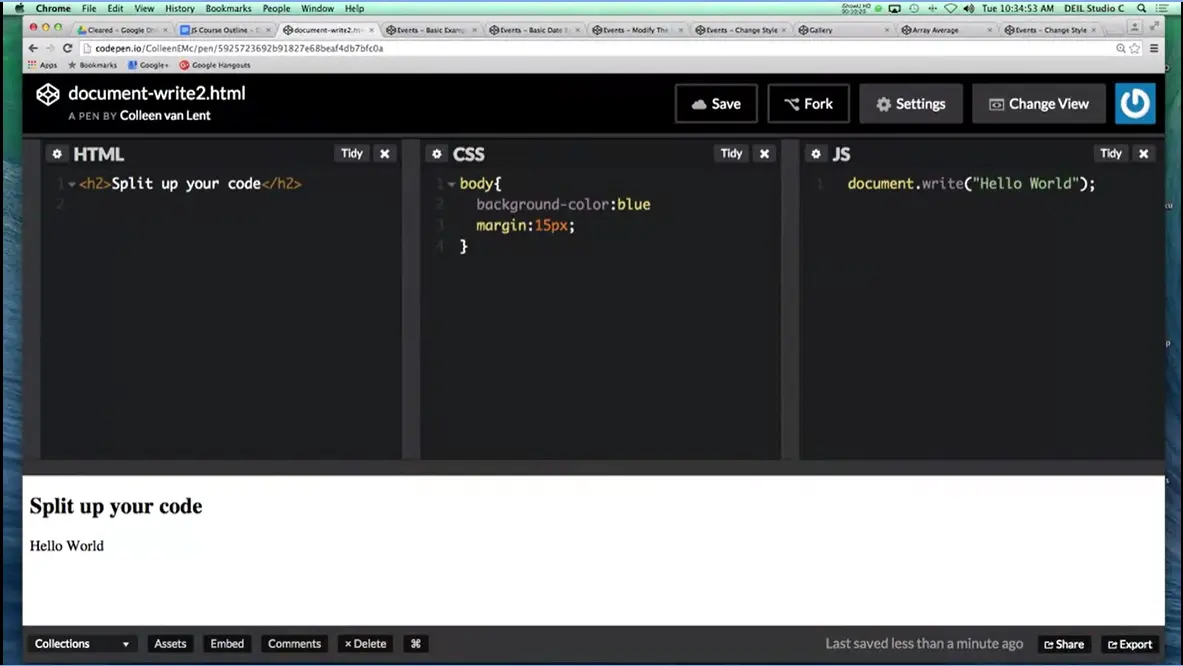 Chrome File Edit View History Bookmarks People Window Help Tue 10:34:53 AM DEIL Studio C
Cleared – Google Dri JS Course Outline - document-write2.htm Events – Basic Examp Events – Basic Date Events – Modify The Events – Change Style Gallery Array Average Events – Change Style
codepen.io/ColleenEMc/pen/5925723692b91827e68beaf4db7bfc0a
Apps Bookmarks Google+ Google Hangouts
document-write2.html
A PEN BY Colleen van Lent
Save Fork Settings Change View
HTML Tidy CSS Tidy JS Tidy
1 <h2>Split up your code</h2>
2
1 body{
2 background-color:blue
3 margin:15px;
4 }
1 document.write("Hello World");
Split up your code
Hello World
Collections Assets Embed Comments × Delete ⌘ Last saved less than a minute ago Share Export